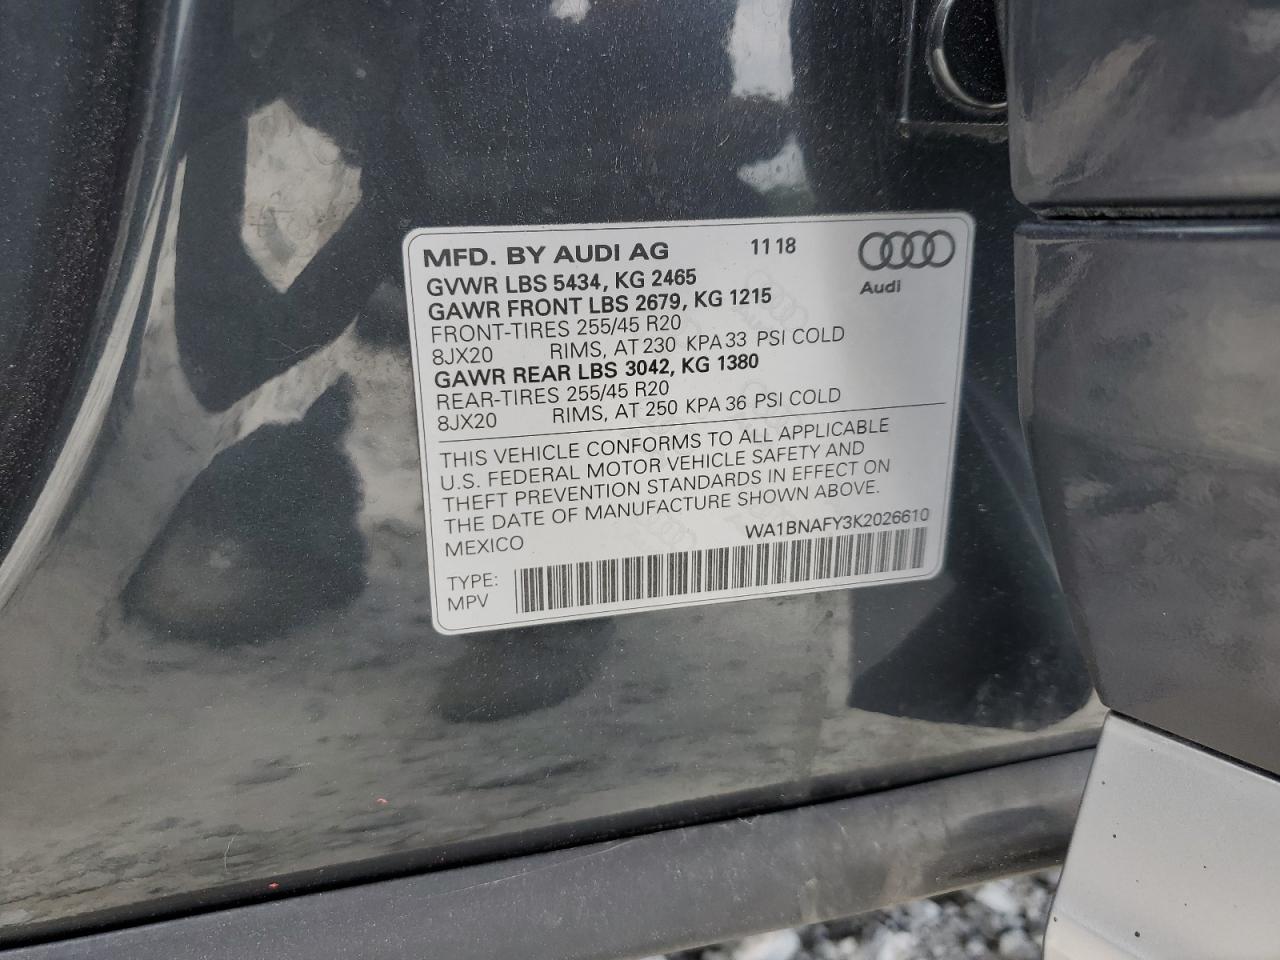 MFD. BY AUDI AG 11 18
Audi
GVWR LBS 5434, KG 2465
GAWR FRONT LBS 2679, KG 1215
FRONT-TIRES 255/45 R20
8JX20 RIMS, AT 230 KPA 33 PSI COLD
GAWR REAR LBS 3042, KG 1380
REAR-TIRES 255/45 R20
8JX20 RIMS, AT 250 KPA 36 PSI COLD
THIS VEHICLE CONFORMS TO ALL APPLICABLE
U.S. FEDERAL MOTOR VEHICLE SAFETY AND
THEFT PREVENTION STANDARDS IN EFFECT ON
THE DATE OF MANUFACTURE SHOWN ABOVE.
MEXICO WA1BNAFY3K2026610
TYPE:
MPV